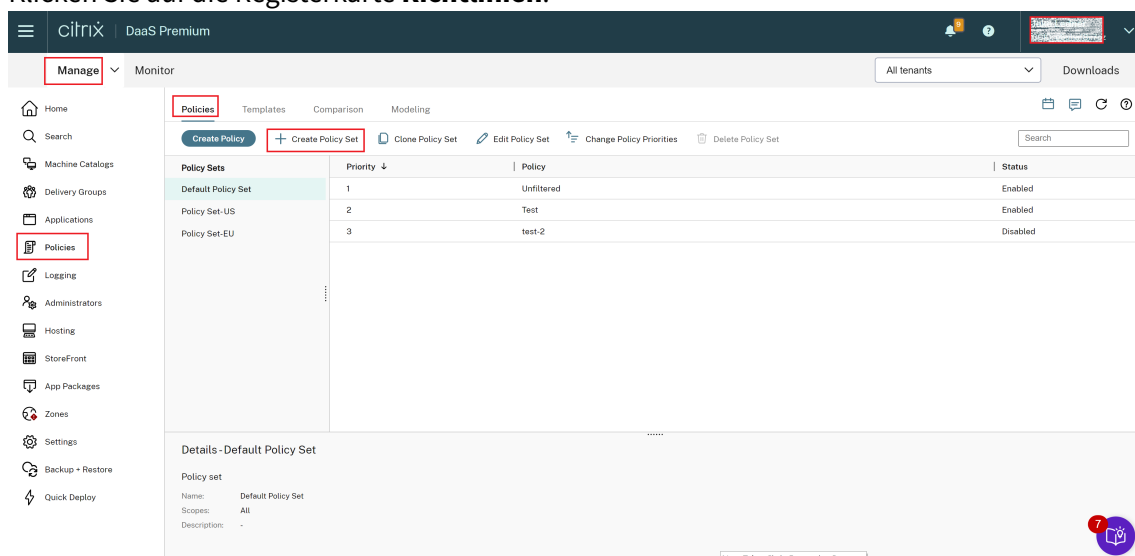 Klicken Sie auf die Registerkarte Richtlinien.
citrix | DaaS Premium
9
?
Manage
Monitor
All tenants
Downloads
Home
Search
Machine Catalogs
Delivery Groups
Applications
Policies
Logging
Administrators
Hosting
StoreFront
App Packages
Zones
Settings
Backup + Restore
Quick Deploy
Policies Templates Comparison Modeling
Create Policy Create Policy Set Clone Policy Set Edit Policy Set Change Policy Priorities Delete Policy Set Search
Policy Sets
Default Policy Set
Policy Set-US
Policy Set-EU
Priority ↓ Policy Status
1 Unfiltered Enabled
2 Test Enabled
3 test-2 Disabled
Details - Default Policy Set
Policy set
Name: Default Policy Set
Scopes: All
Description: -
7